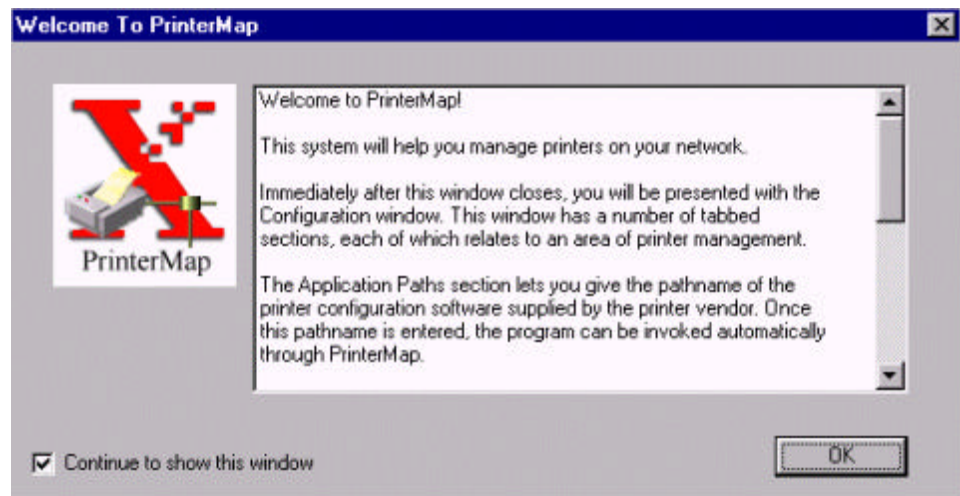 Welcome To PrinterMap
Welcome to PrinterMap!
This system will help you manage printers on your network.
Immediately after this window closes, you will be presented with the
Configuration window. This window has a number of tabbed
sections, each of which relates to an area of printer management.
The Application Paths section lets you give the pathname of the
printer configuration software supplied by the printer vendor. Once
this pathname is entered, the program can be invoked automatically
through PrinterMap.
PrinterMap
Continue to show this window
OK